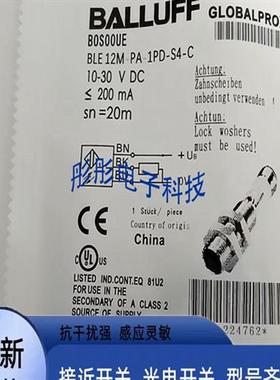 BALLUFF
GLOBALPRO
BOS00UE
BLE 12M-PA-1PD-S4-C
10-30 V DC
≤ 200 mA
sn=20m
Achtung.
Zahnscheiben
unbedingt verwenden !
Attention.
Lock woshers
must be used!
BN
BK
+ UB
彤彤电子科技
1 Stück/ piece
Country of origin
China
C UL US
LISTED IND.CONT.EQ 81U2
FOR USE IN THE
SECONDARY OF A CLASS 2
SOURCE OF SUPPLY
224762*
新
抗干扰强 感应灵敏
接近开关 光电开关 型号齐